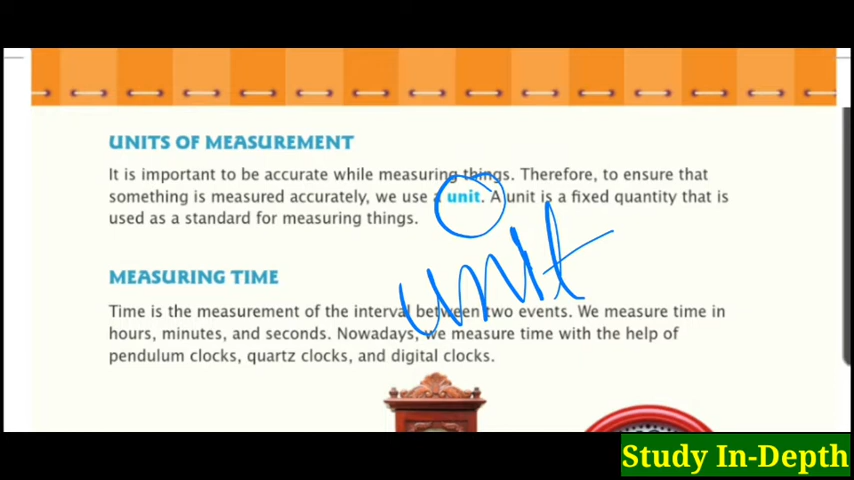 UNITS OF MEASUREMENT
It is important to be accurate while measuring things. Therefore, to ensure that
something is measured accurately, we use a unit. A unit is a fixed quantity that is
used as a standard for measuring things.
unit
MEASURING TIME
Time is the measurement of the interval between two events. We measure time in
hours, minutes, and seconds. Nowadays, we measure time with the help of
pendulum clocks, quartz clocks, and digital clocks.
Study In-Depth